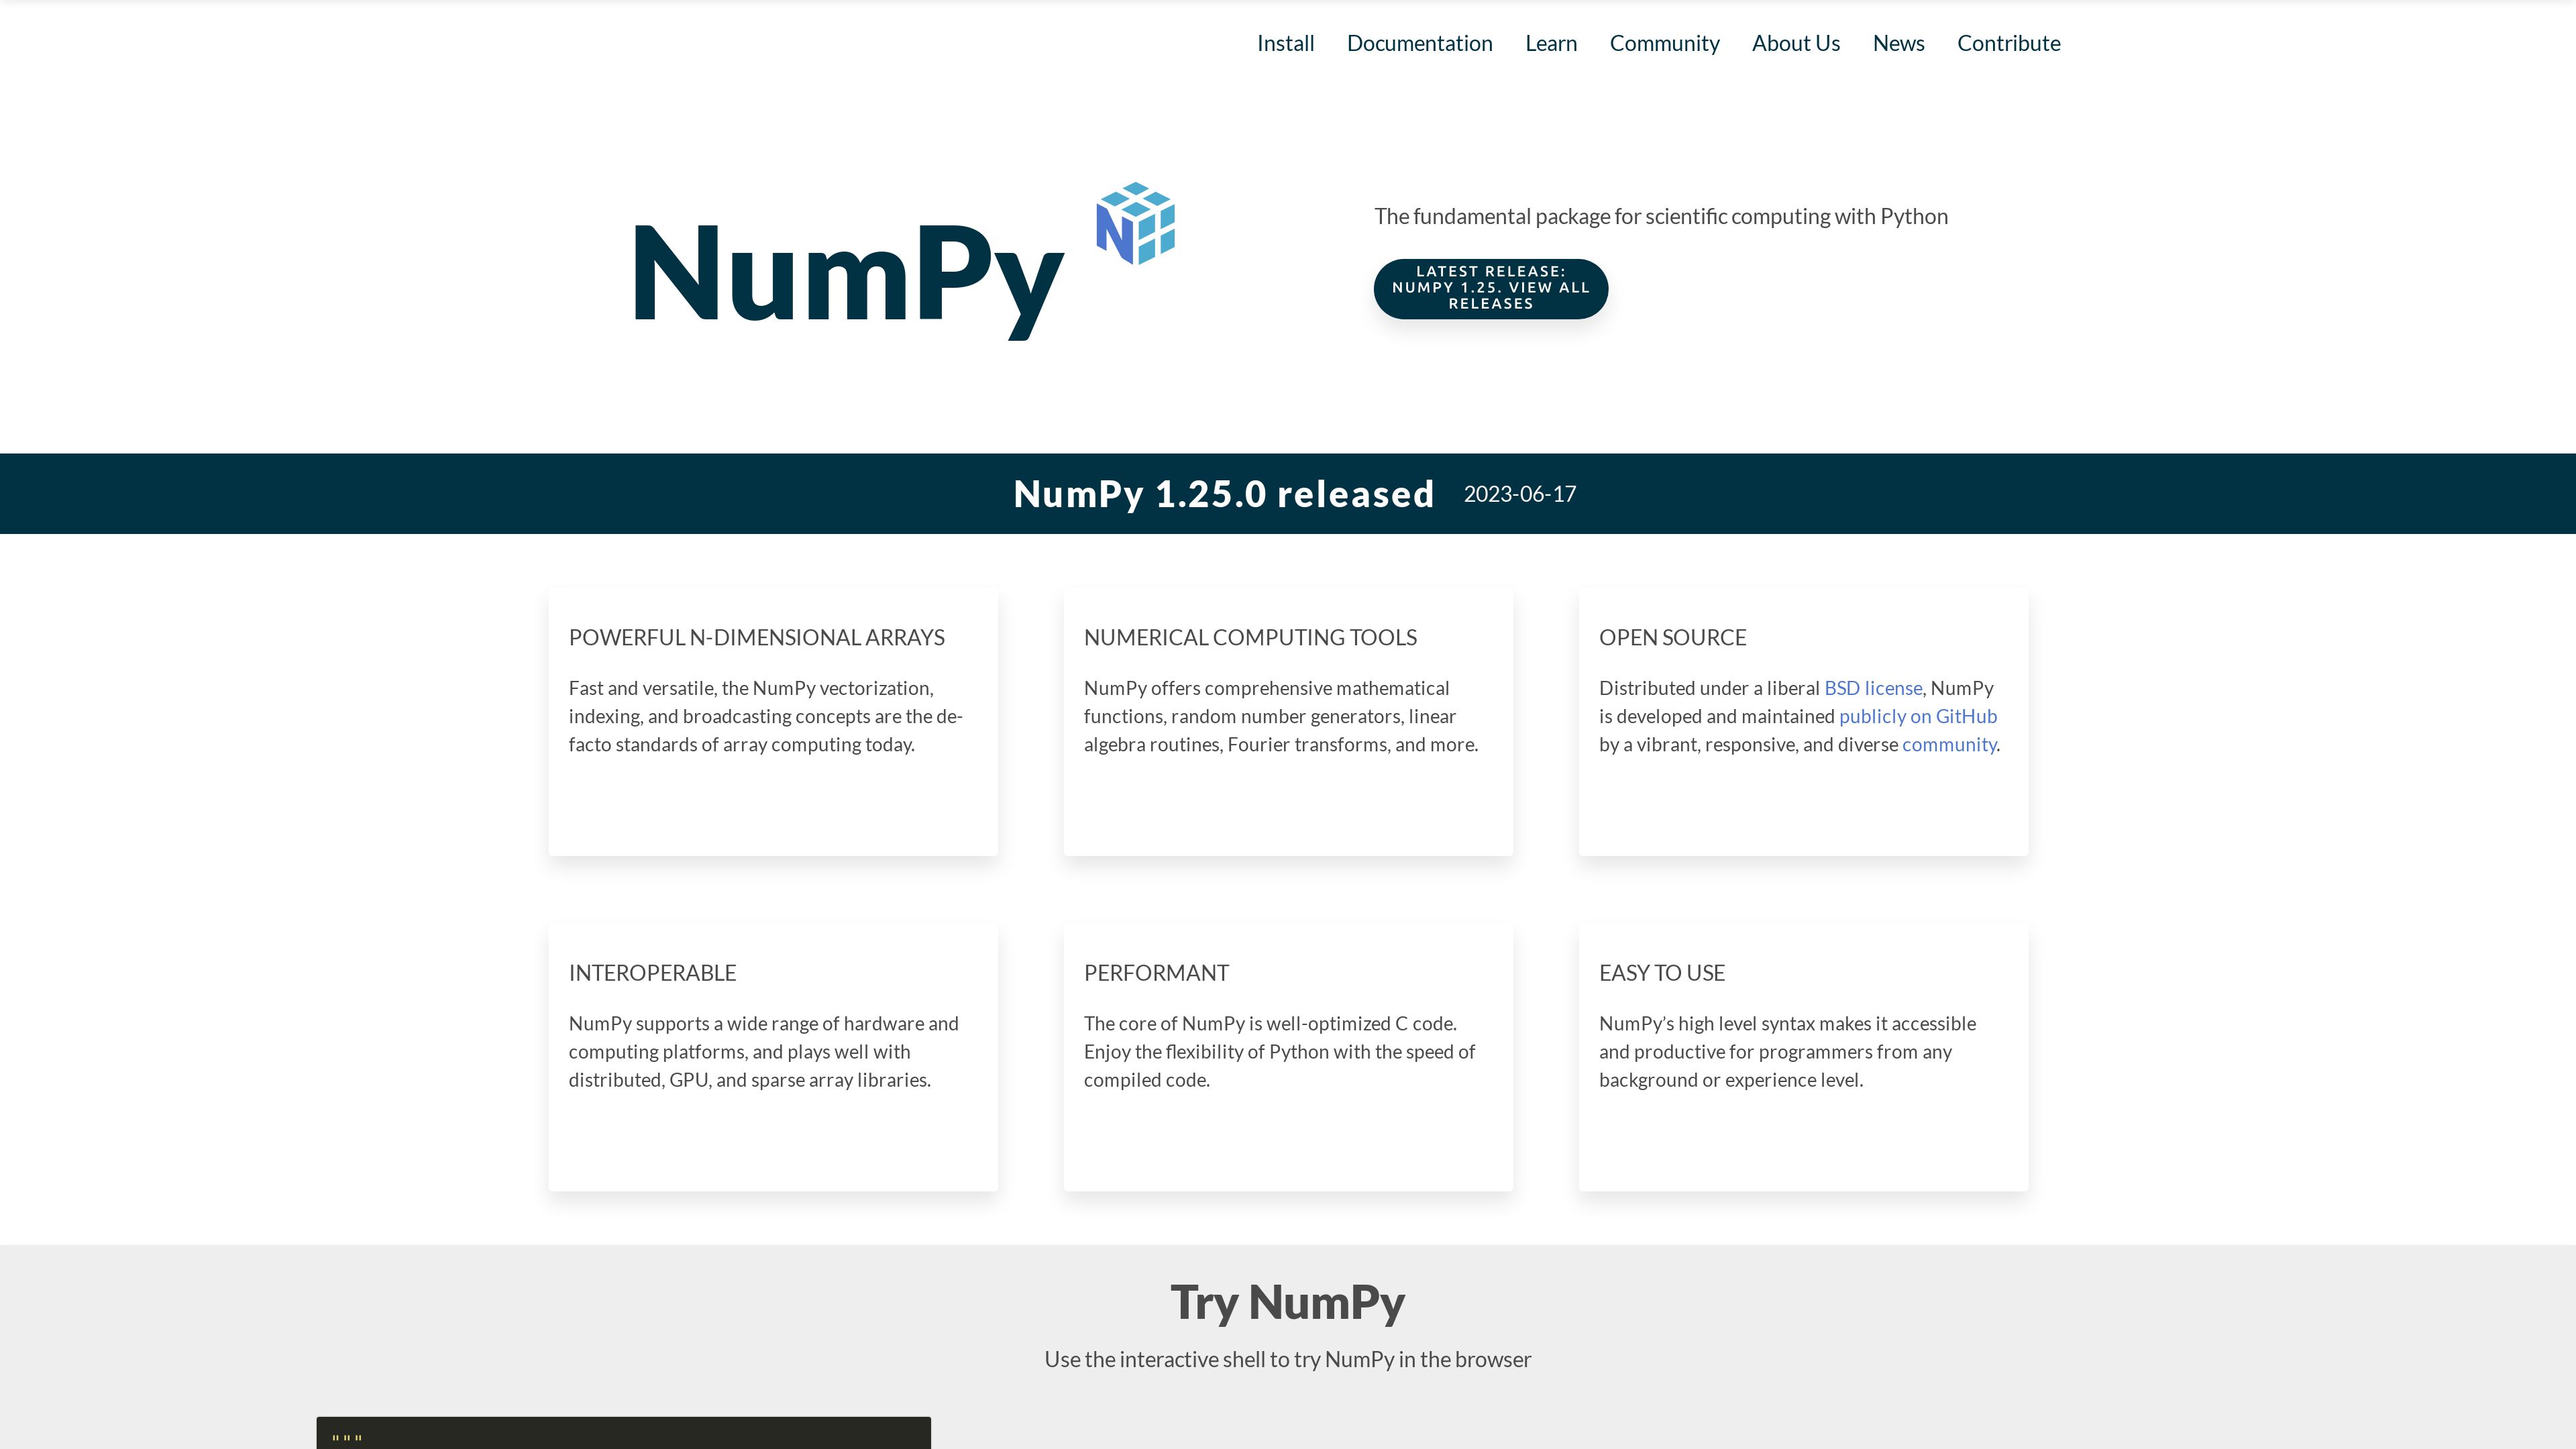 Install Documentation Learn Community About Us News Contribute
NumPy
The fundamental package for scientific computing with Python
LATEST RELEASE:
NUMPY 1.25. VIEW ALL
RELEASES
NumPy 1.25.0 released 2023-06-17
POWERFUL N-DIMENSIONAL ARRAYS
Fast and versatile, the NumPy vectorization,
indexing, and broadcasting concepts are the de-
facto standards of array computing today.
NUMERICAL COMPUTING TOOLS
NumPy offers comprehensive mathematical
functions, random number generators, linear
algebra routines, Fourier transforms, and more.
OPEN SOURCE
Distributed under a liberal BSD license, NumPy
is developed and maintained publicly on GitHub
by a vibrant, responsive, and diverse community.
INTEROPERABLE
NumPy supports a wide range of hardware and
computing platforms, and plays well with
distributed, GPU, and sparse array libraries.
PERFORMANT
The core of NumPy is well-optimized C code.
Enjoy the flexibility of Python with the speed of
compiled code.
EASY TO USE
NumPy’s high level syntax makes it accessible
and productive for programmers from any
background or experience level.
Try NumPy
Use the interactive shell to try NumPy in the browser
"""